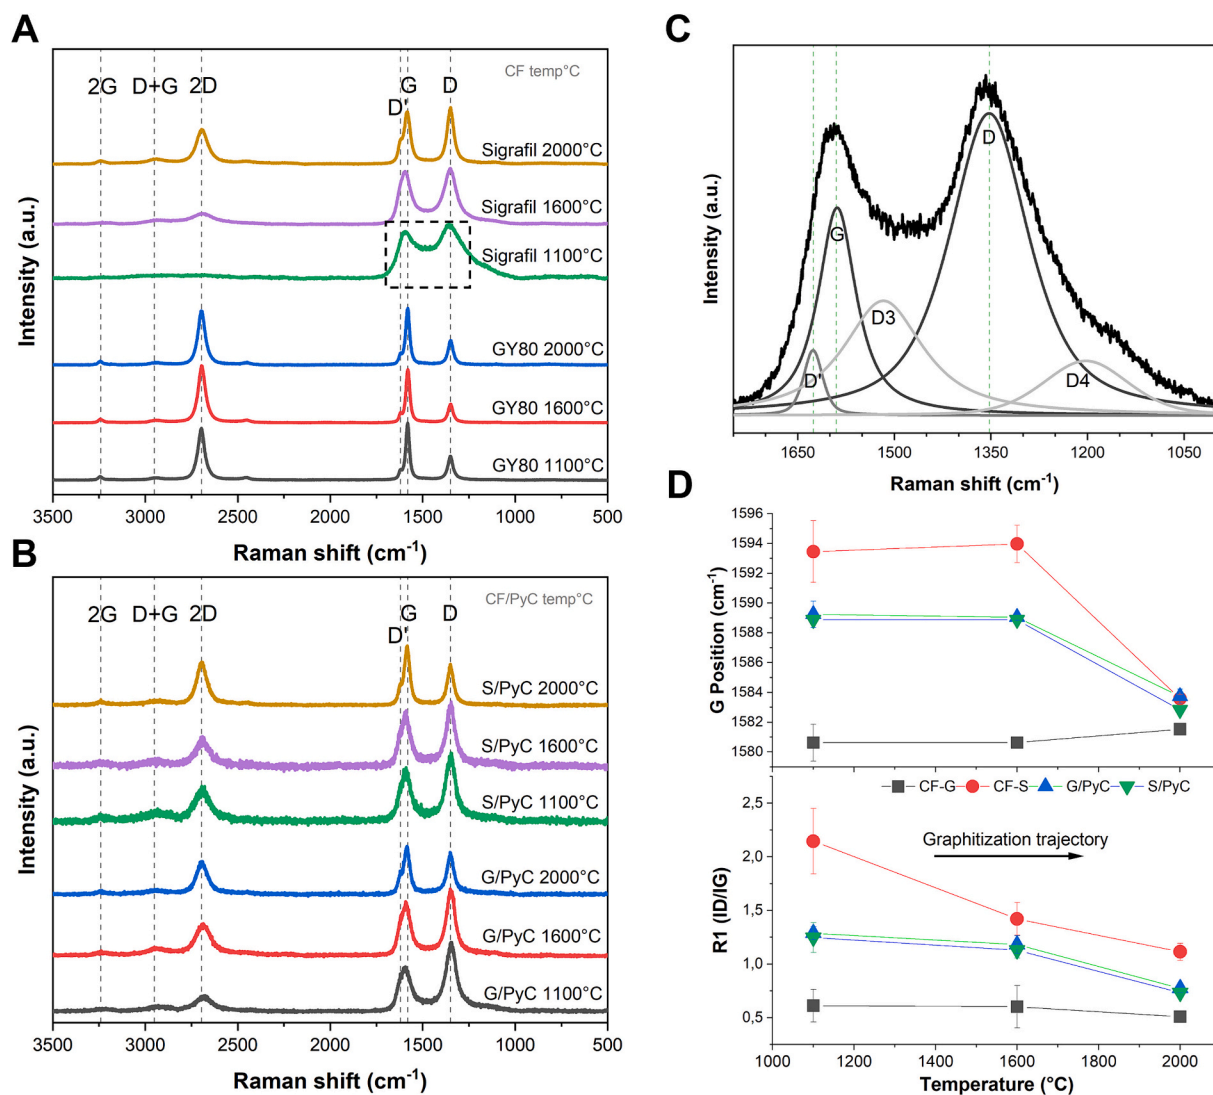 A
2G D+G 2D D' G D
CF temp°C
Sigrafil 2000°C
Sigrafil 1600°C
Sigrafil 1100°C
GY80 2000°C
GY80 1600°C
GY80 1100°C
Intensity (a.u.)
3500 3000 2500 2000 1500 1000 500
Raman shift (cm-1)
B
2G D+G 2D D' G D
CF/PyC temp°C
S/PyC 2000°C
S/PyC 1600°C
S/PyC 1100°C
G/PyC 2000°C
G/PyC 1600°C
G/PyC 1100°C
Intensity (a.u.)
3500 3000 2500 2000 1500 1000 500
Raman shift (cm-1)
C
D
G
D3
D'
D4
Intensity (a.u.)
1650 1500 1350 1200 1050
Raman shift (cm-1)
D
1596
1594
1592
1590
1588
1586
1584
1582
1580
G Position (cm-1)
CF-G CF-S G/PyC S/PyC
Graphitization trajectory
2,5
2,0
1,5
1,0
0,5
R1 (ID/IG)
1000 1200 1400 1600 1800 2000
Temperature (°C)